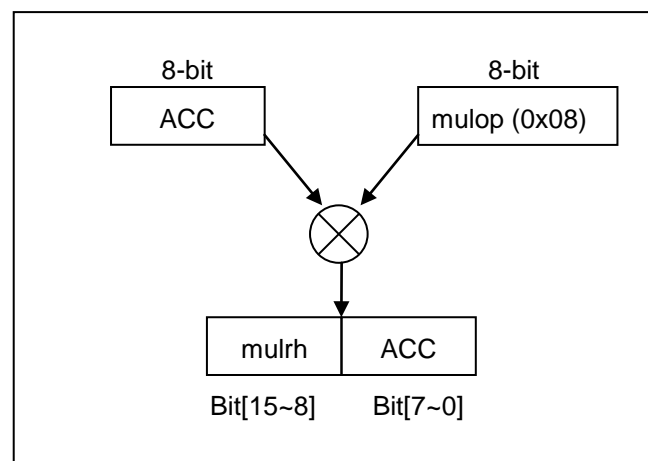 8-bit 8-bit
ACC mulop (0x08)
mulrh ACC
Bit[15~8] Bit[7~0]